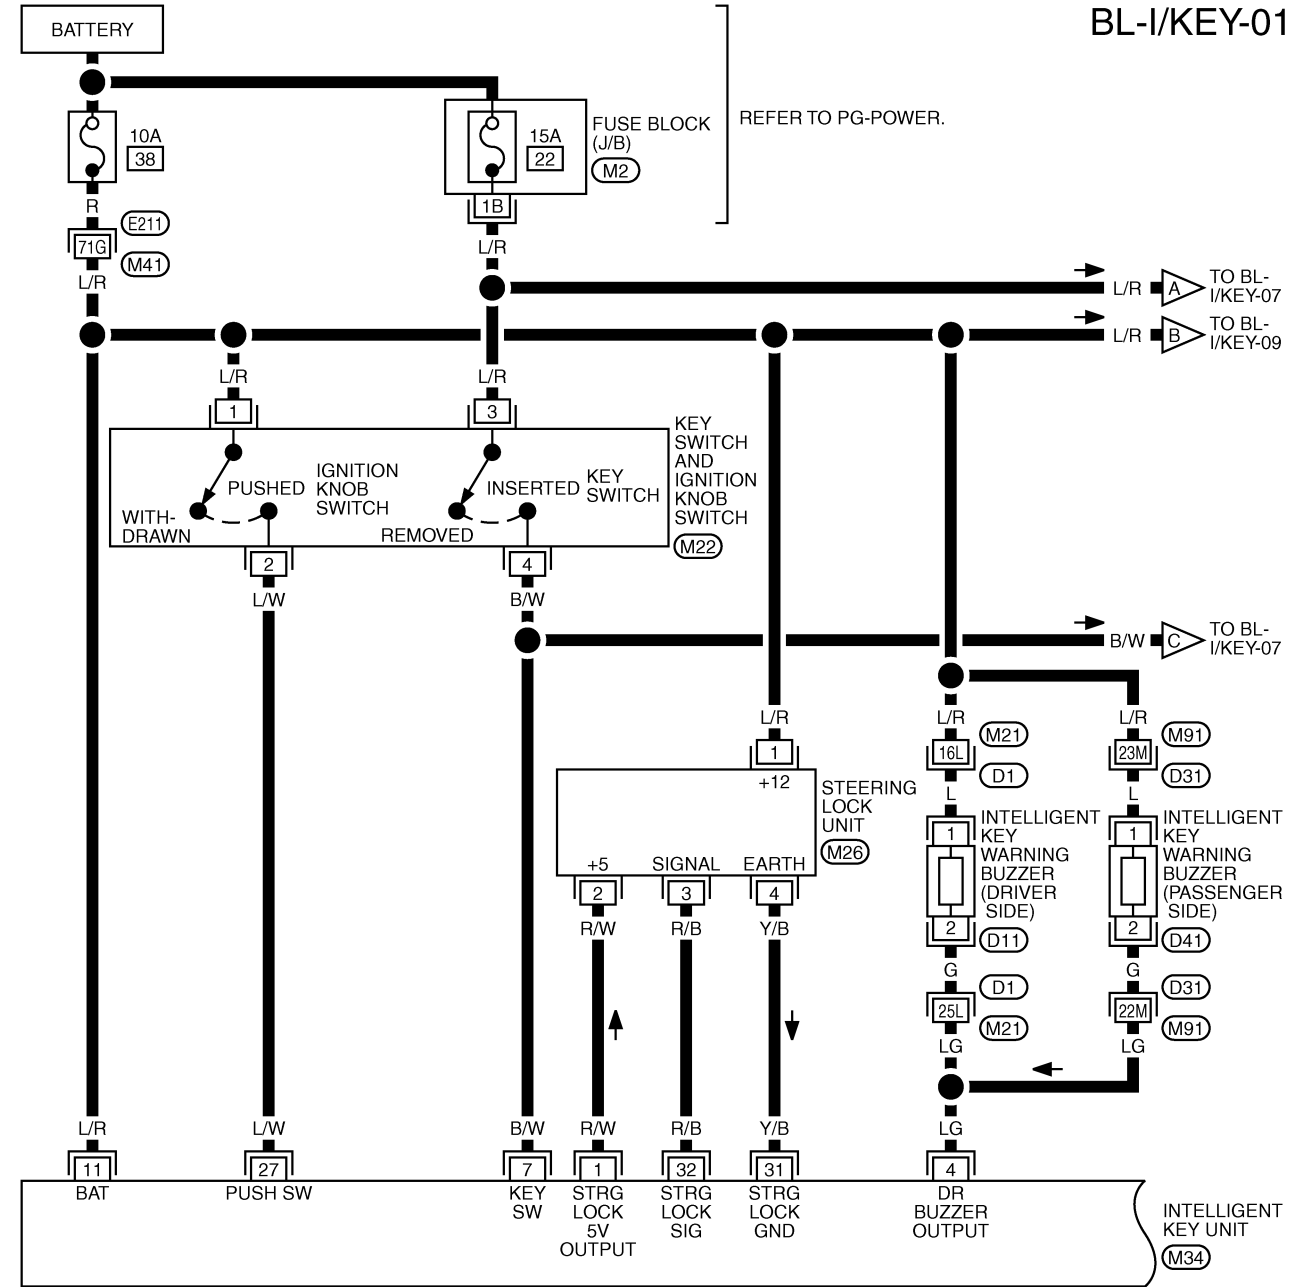 BL-I/KEY-01
BATTERY
10A
38
15A
22
FUSE BLOCK
(J/B)
M2
REFER TO PG-POWER.
R
1B
E211
71G
M41
L/R
L/R
L/R
A
TO BL-
I/KEY-07
L/R
B
TO BL-
I/KEY-09
L/R
L/R
1
3
KEY
SWITCH
AND
IGNITION
KNOB
SWITCH
M22
PUSHED
IGNITION
KNOB
SWITCH
INSERTED
KEY
SWITCH
WITH-
DRAWN
REMOVED
2
4
L/W
B/W
B/W
C
TO BL-
I/KEY-07
L/R
L/R
L/R
M21
M91
1
16L
23M
D1
D31
+12
L
L
STEERING
LOCK
UNIT
M26
+5
SIGNAL
EARTH
2
3
4
R/W
R/B
Y/B
1
INTELLIGENT
KEY
WARNING
BUZZER
(DRIVER
SIDE)
2
D11
1
INTELLIGENT
KEY
WARNING
BUZZER
(PASSENGER
SIDE)
2
D41
G
G
D1
D31
25L
22M
M21
M91
LG
LG
L/R
L/W
B/W
R/W
R/B
Y/B
LG
11
27
7
1
32
31
4
BAT
PUSH SW
KEY
SW
STRG
LOCK
5V
OUTPUT
STRG
LOCK
SIG
STRG
LOCK
GND
DR
BUZZER
OUTPUT
INTELLIGENT
KEY UNIT
M34